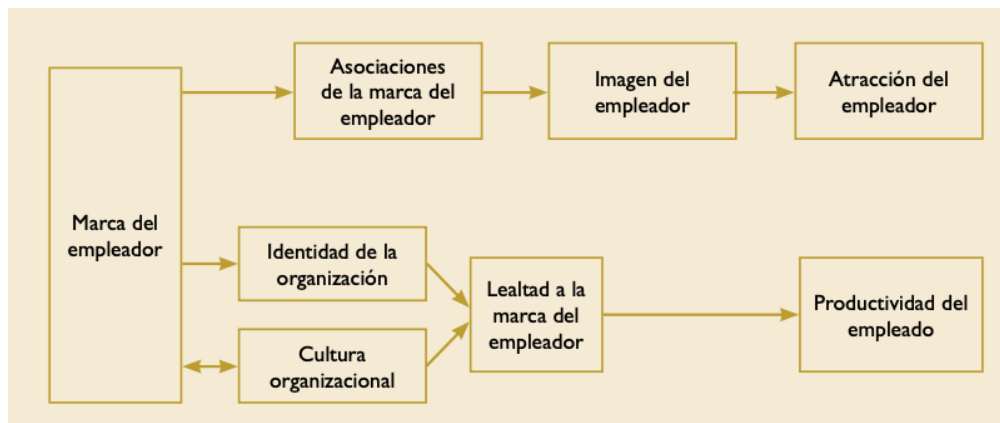 Asociaciones
de la marca del
empleador
Imagen del
empleador
Atracción del
empleador
Marca del
empleador
Identidad de la
organización
Lealtad a la
marca del
empleador
Productividad del
empleado
Cultura
organizacional